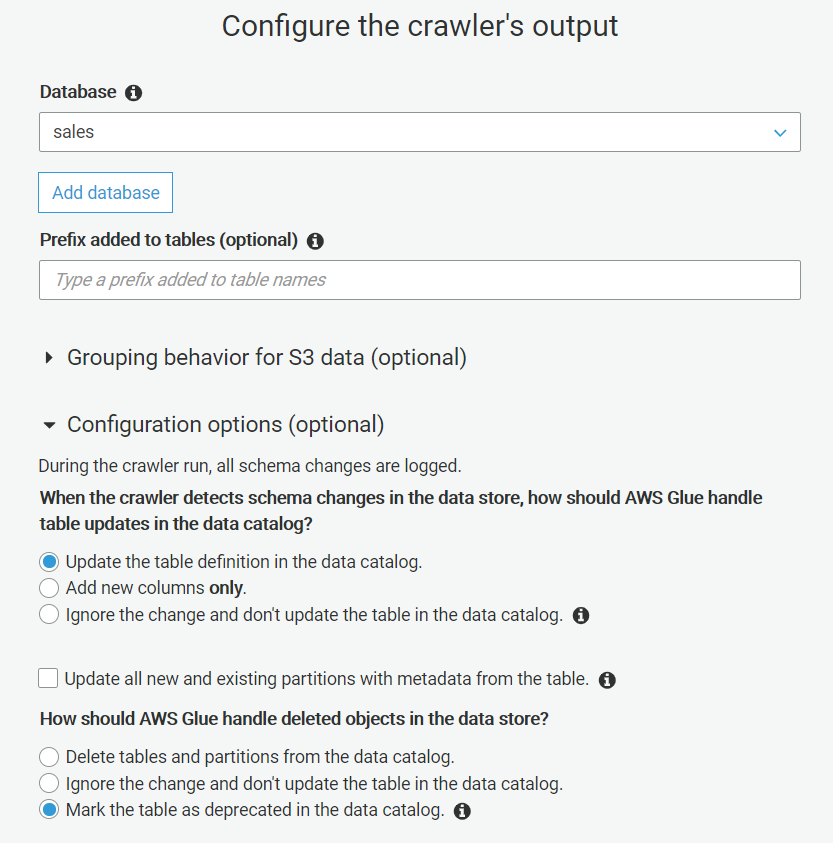 Configure the crawler's output
Database
sales
Add database
Prefix added to tables (optional)
Type a prefix added to table names
Grouping behavior for S3 data (optional)
Configuration options (optional)
During the crawler run, all schema changes are logged.
When the crawler detects schema changes in the data store, how should AWS Glue handle
table updates in the data catalog?
Update the table definition in the data catalog.
Add new columns only.
Ignore the change and don't update the table in the data catalog.
Update all new and existing partitions with metadata from the table.
How should AWS Glue handle deleted objects in the data store?
Delete tables and partitions from the data catalog.
Ignore the change and don't update the table in the data catalog.
Mark the table as deprecated in the data catalog.